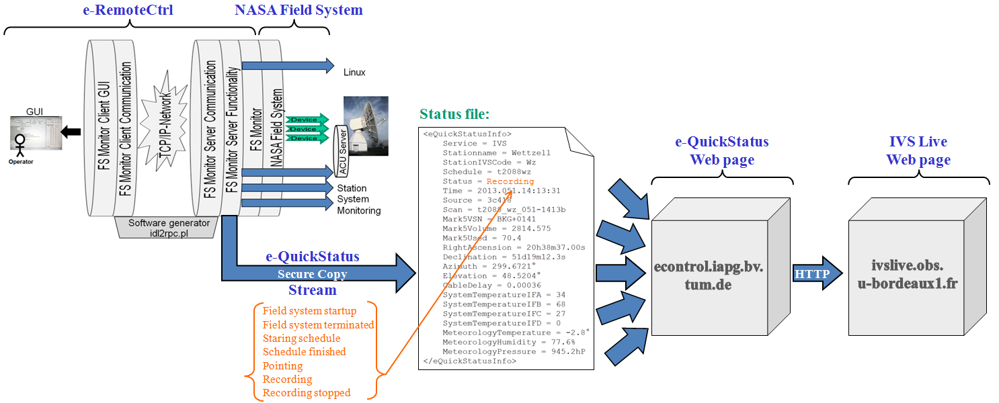 e-RemoteCtrl
NASA Field System
GUI
Operator
FS Monitor Client GUI
FS Monitor Client Communication
TCP/IP-Network
FS Monitor Server Communication
FS Monitor Server Functionality
FS Monitor
NASA Field System
Software generator
idl2rpc.pl
Linux
Device
Device
Device
ACU Server
Station
System
Monitoring
e-QuickStatus
Secure Copy
Stream
Field system startup
Field system terminated
Staring schedule
Schedule finished
Pointing
Recording
Recording stopped
Status file:
<eQuickStatusInfo>
Service = IVS
Stationname = Wettzell
StationIVSCode = Wz
Schedule = t2088wz
Status = Recording
Time = 2013.051.14:13:31
Source = 3c418
Scan = t2088_wz_051-1413b
Mark5VSN = BKG+0141
Mark5Volume = 2814.575
Mark5Used = 70.4
RightAscension = 20h38m37.00s
Declination = 51d19m12.3s
Azimuth = 299.6721°
Elevation = 48.5204°
CableDelay = 0.00036
SystemTemperatureIFA = 34
SystemTemperatureIFB = 68
SystemTemperatureIFC = 27
SystemTemperatureIFD = 0
MeteorologyTemperature = -2.8°
MeteorologyHumidity = 77.6%
MeteorologyPressure = 945.2hP
</eQuickStatusInfo>
e-QuickStatus
Web page
econtrol.iapg.bv.
tum.de
HTTP
IVS Live
Web page
ivslive.obs.
u-bordeaux1.fr